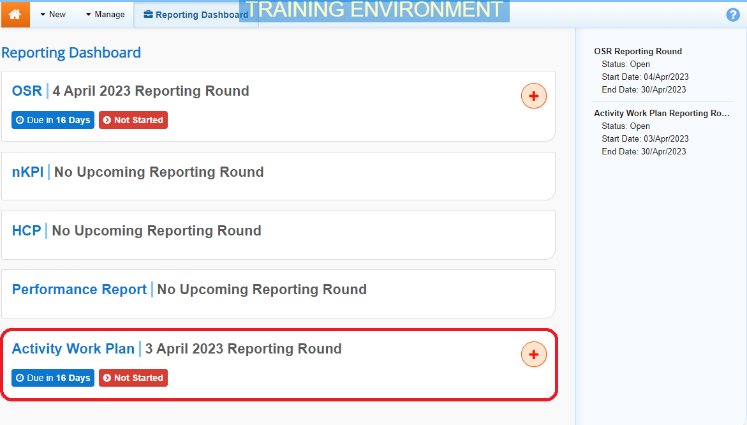 TRAINING ENVIRONMENT
New Manage Reporting Dashboard ?
Reporting Dashboard
OSR | 4 April 2023 Reporting Round
Due in 16 Days Not Started
nKPI | No Upcoming Reporting Round
HCP | No Upcoming Reporting Round
Performance Report | No Upcoming Reporting Round
Activity Work Plan | 3 April 2023 Reporting Round
Due in 16 Days Not Started
OSR Reporting Round
Status: Open
Start Date: 04/Apr/2023
End Date: 30/Apr/2023
Activity Work Plan Reporting Ro...
Status: Open
Start Date: 03/Apr/2023
End Date: 30/Apr/2023